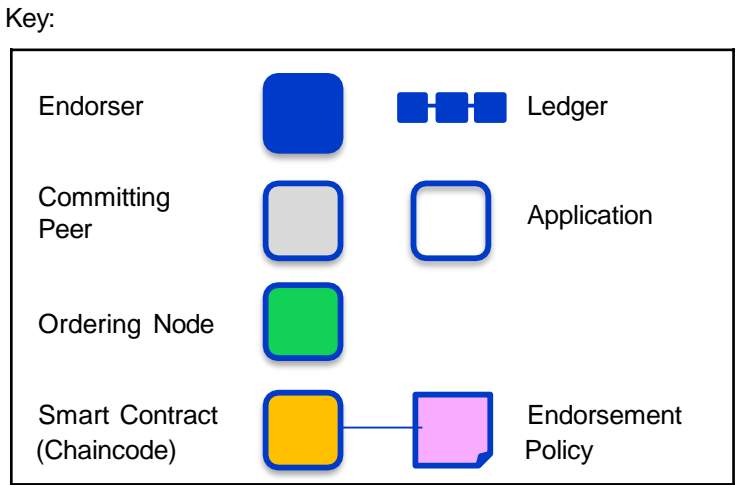 Key:
Endorser
Ledger
Committing
Peer
Application
Ordering Node
Smart Contract
(Chaincode)
Endorsement
Policy